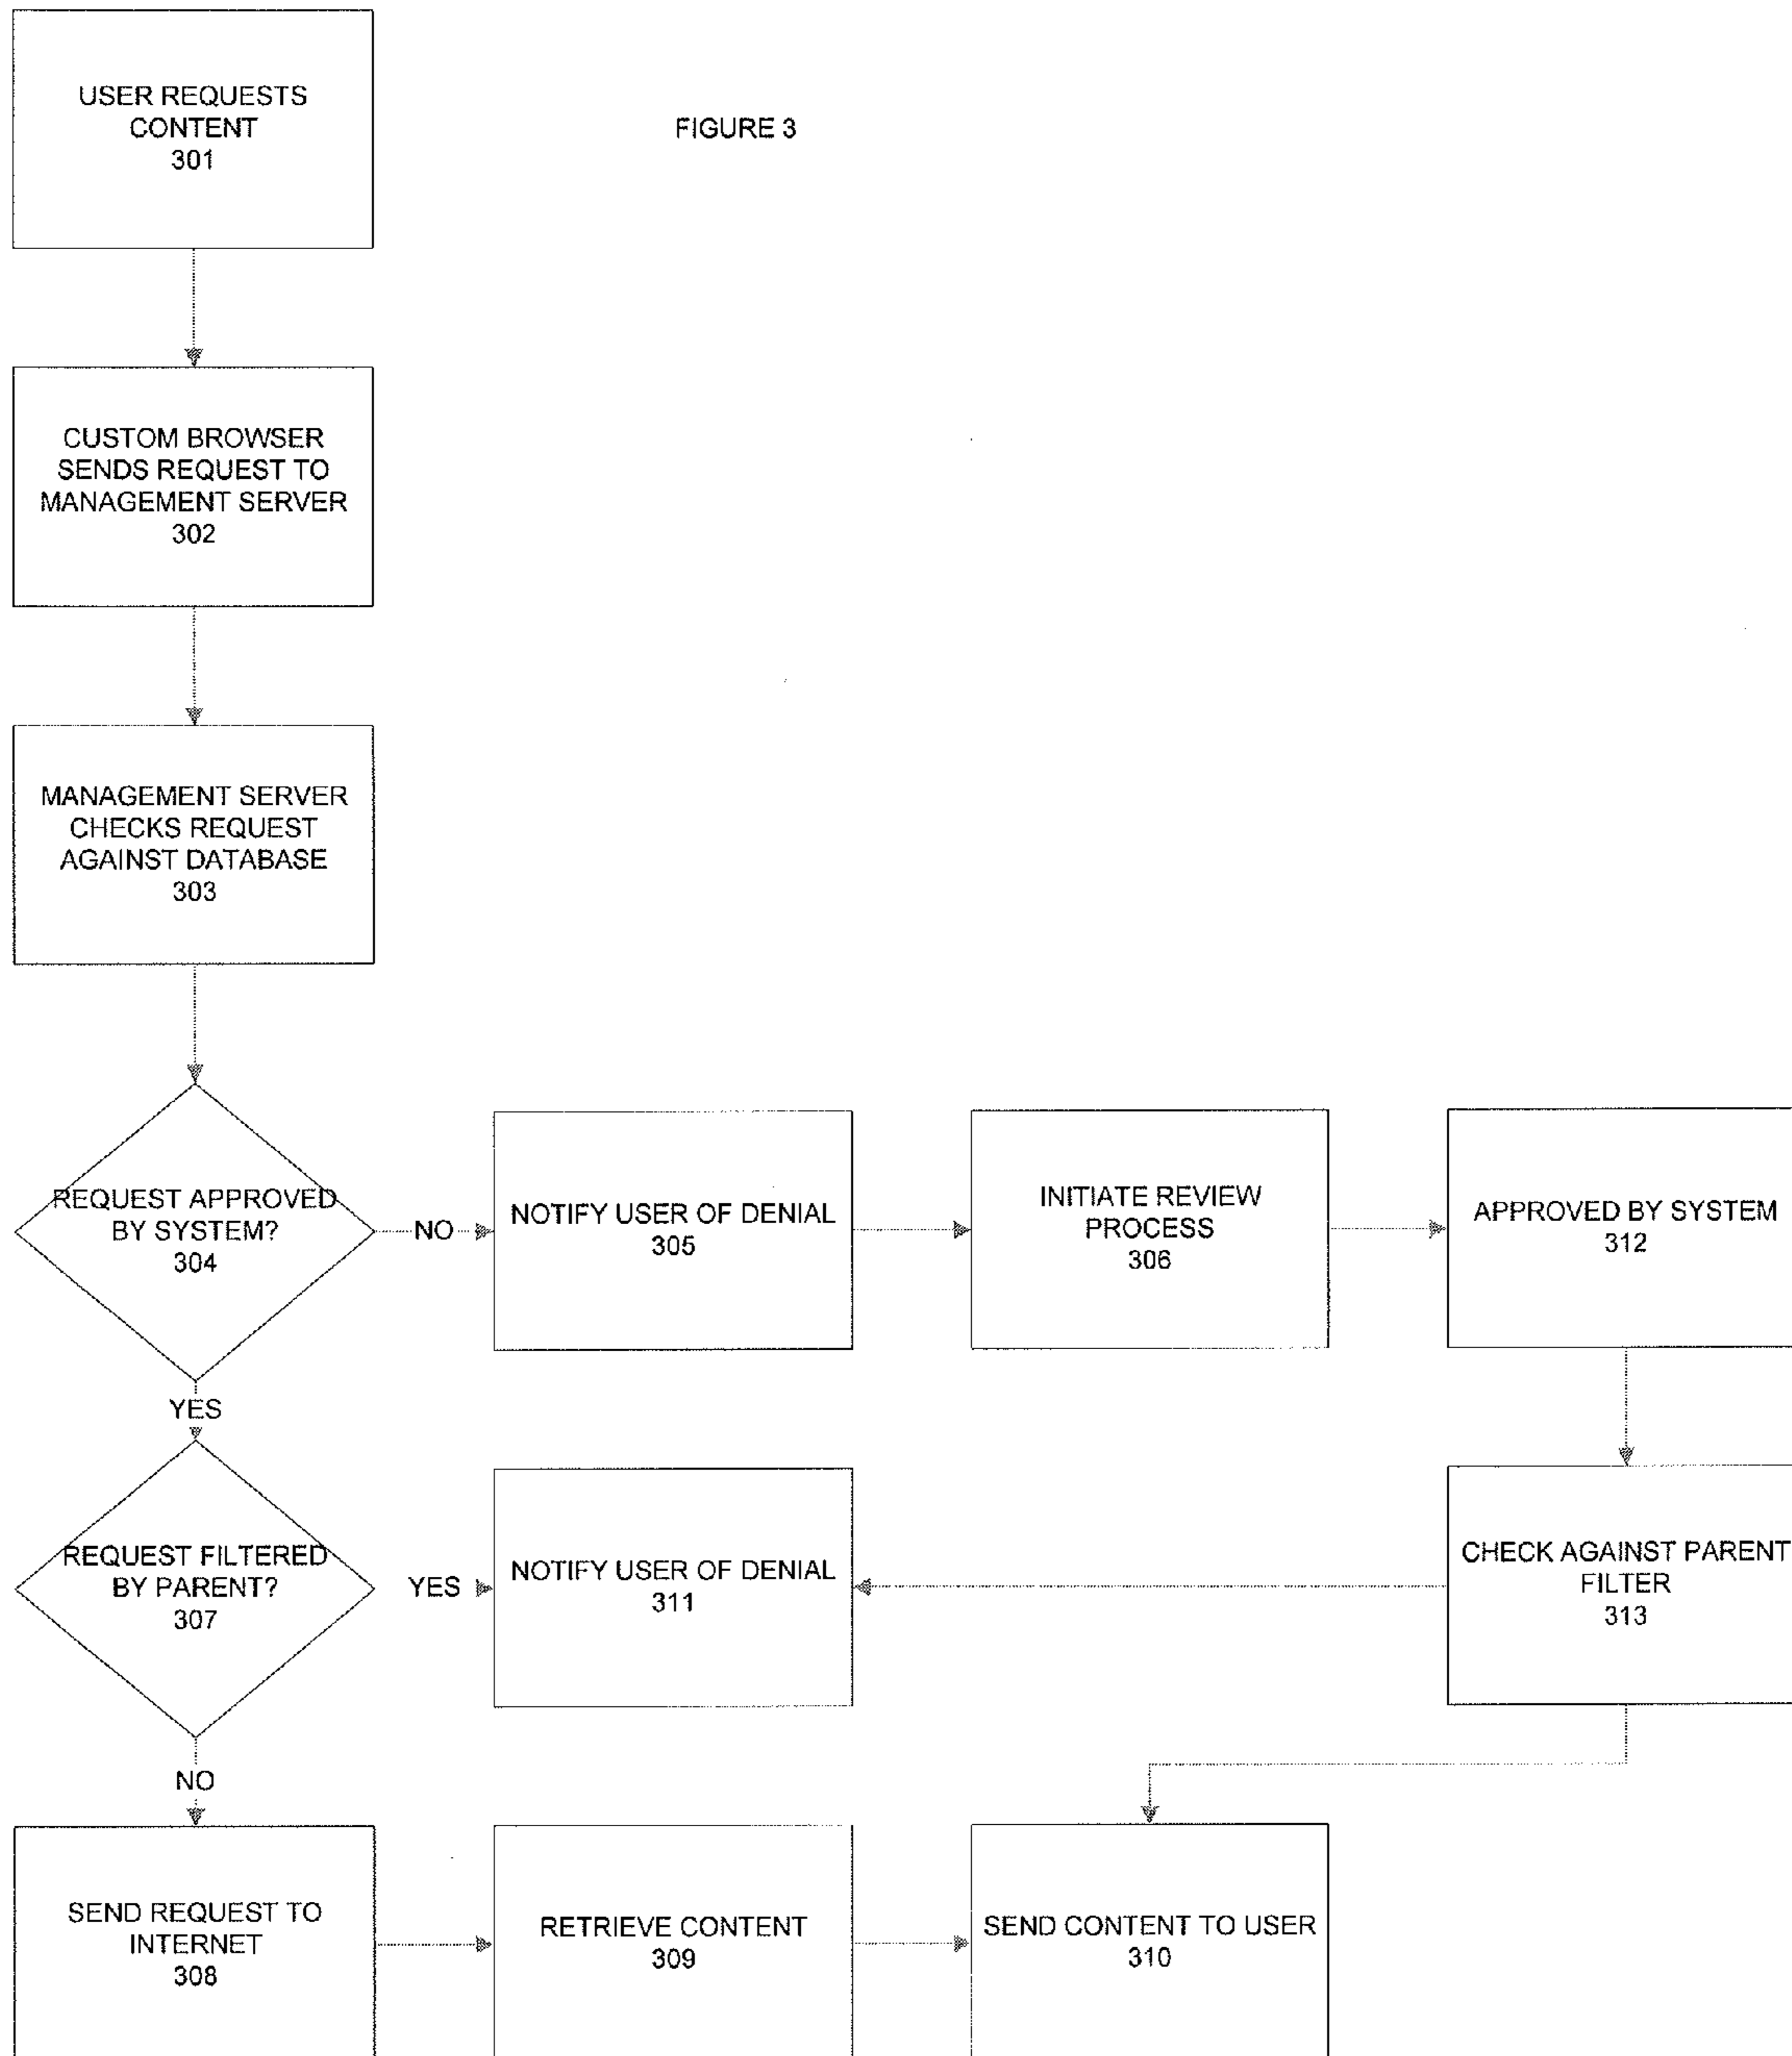 USER REQUESTS
CONTENT
301
FIGURE 3
CUSTOM BROWSER
SENDS REQUEST TO
MANAGEMENT SERVER
302
MANAGEMENT SERVER
CHECKS REQUEST
AGAINST DATABASE
303
REQUEST APPROVED
BY SYSTEM?
304
NO
NOTIFY USER OF DENIAL
305
INITIATE REVIEW
PROCESS
306
APPROVED BY SYSTEM
312
YES
REQUEST FILTERED
BY PARENT?
307
YES
NOTIFY USER OF DENIAL
311
CHECK AGAINST PARENT
FILTER
313
NO
SEND REQUEST TO
INTERNET
308
RETRIEVE CONTENT
309
SEND CONTENT TO USER
310